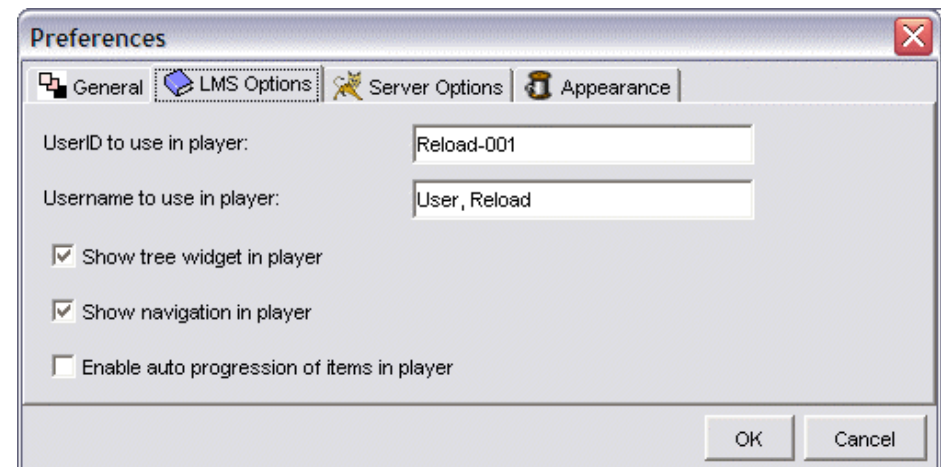 Preferences
General LMS Options Server Options Appearance
UserID to use in player: Reload-001
Username to use in player: User, Reload
Show tree widget in player
Show navigation in player
Enable auto progression of items in player
OK Cancel